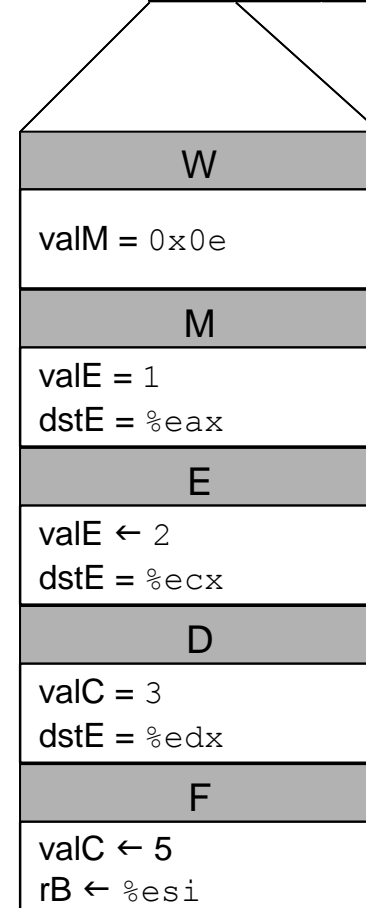 W
valM = 0x0e
M
valE = 1
dstE = %eax
E
valE ← 2
dstE = %ecx
D
valC = 3
dstE = %edx
F
valC ← 5
rB ← %esi